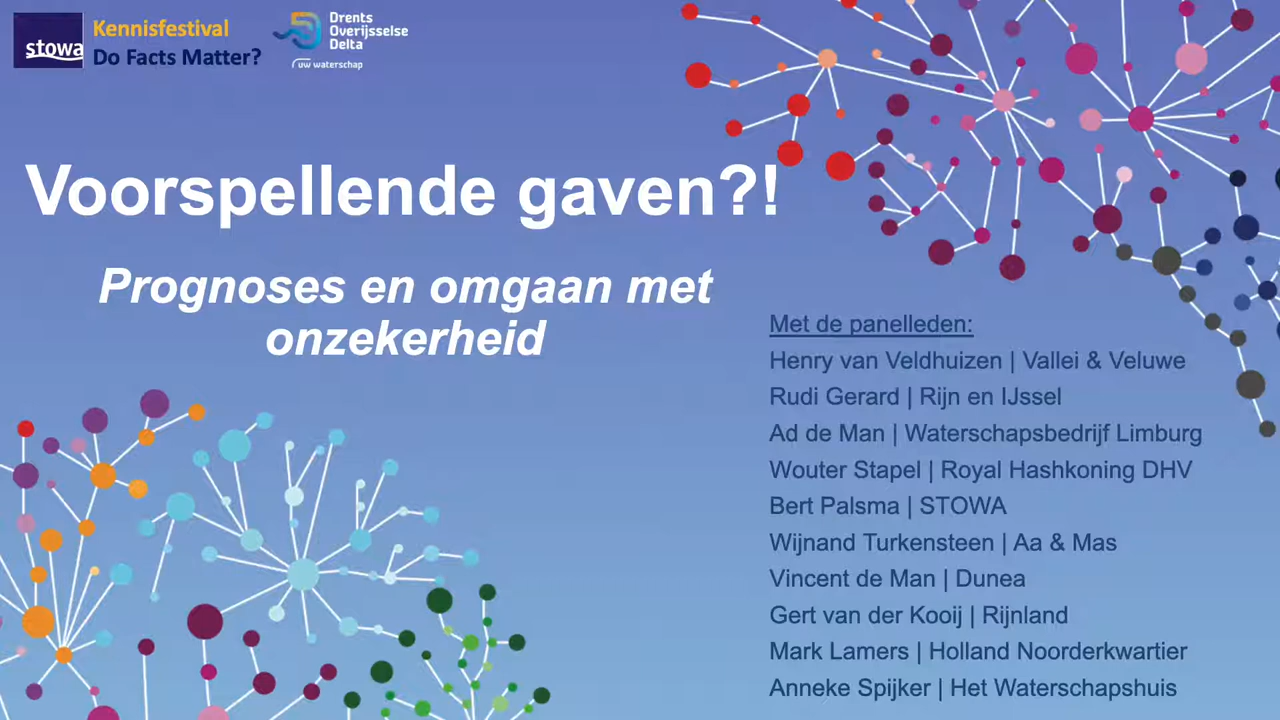 stowa
Kennisfestival
Do Facts Matter?
Drents
Overijsselse
Delta
uw waterschap
Voorspellende gaven?!
Prognoses en omgaan met
onzekerheid
Met de panelleden:
Henry van Veldhuizen | Vallei & Veluwe
Rudi Gerard | Rijn en IJssel
Ad de Man | Waterschapsbedrijf Limburg
Wouter Stapel | Royal Hashkoning DHV
Bert Palsma | STOWA
Wijnand Turkensteen | Aa & Mas
Vincent de Man | Dunea
Gert van der Kooij | Rijnland
Mark Lamers | Holland Noorderkwartier
Anneke Spijker | Het Waterschapshuis